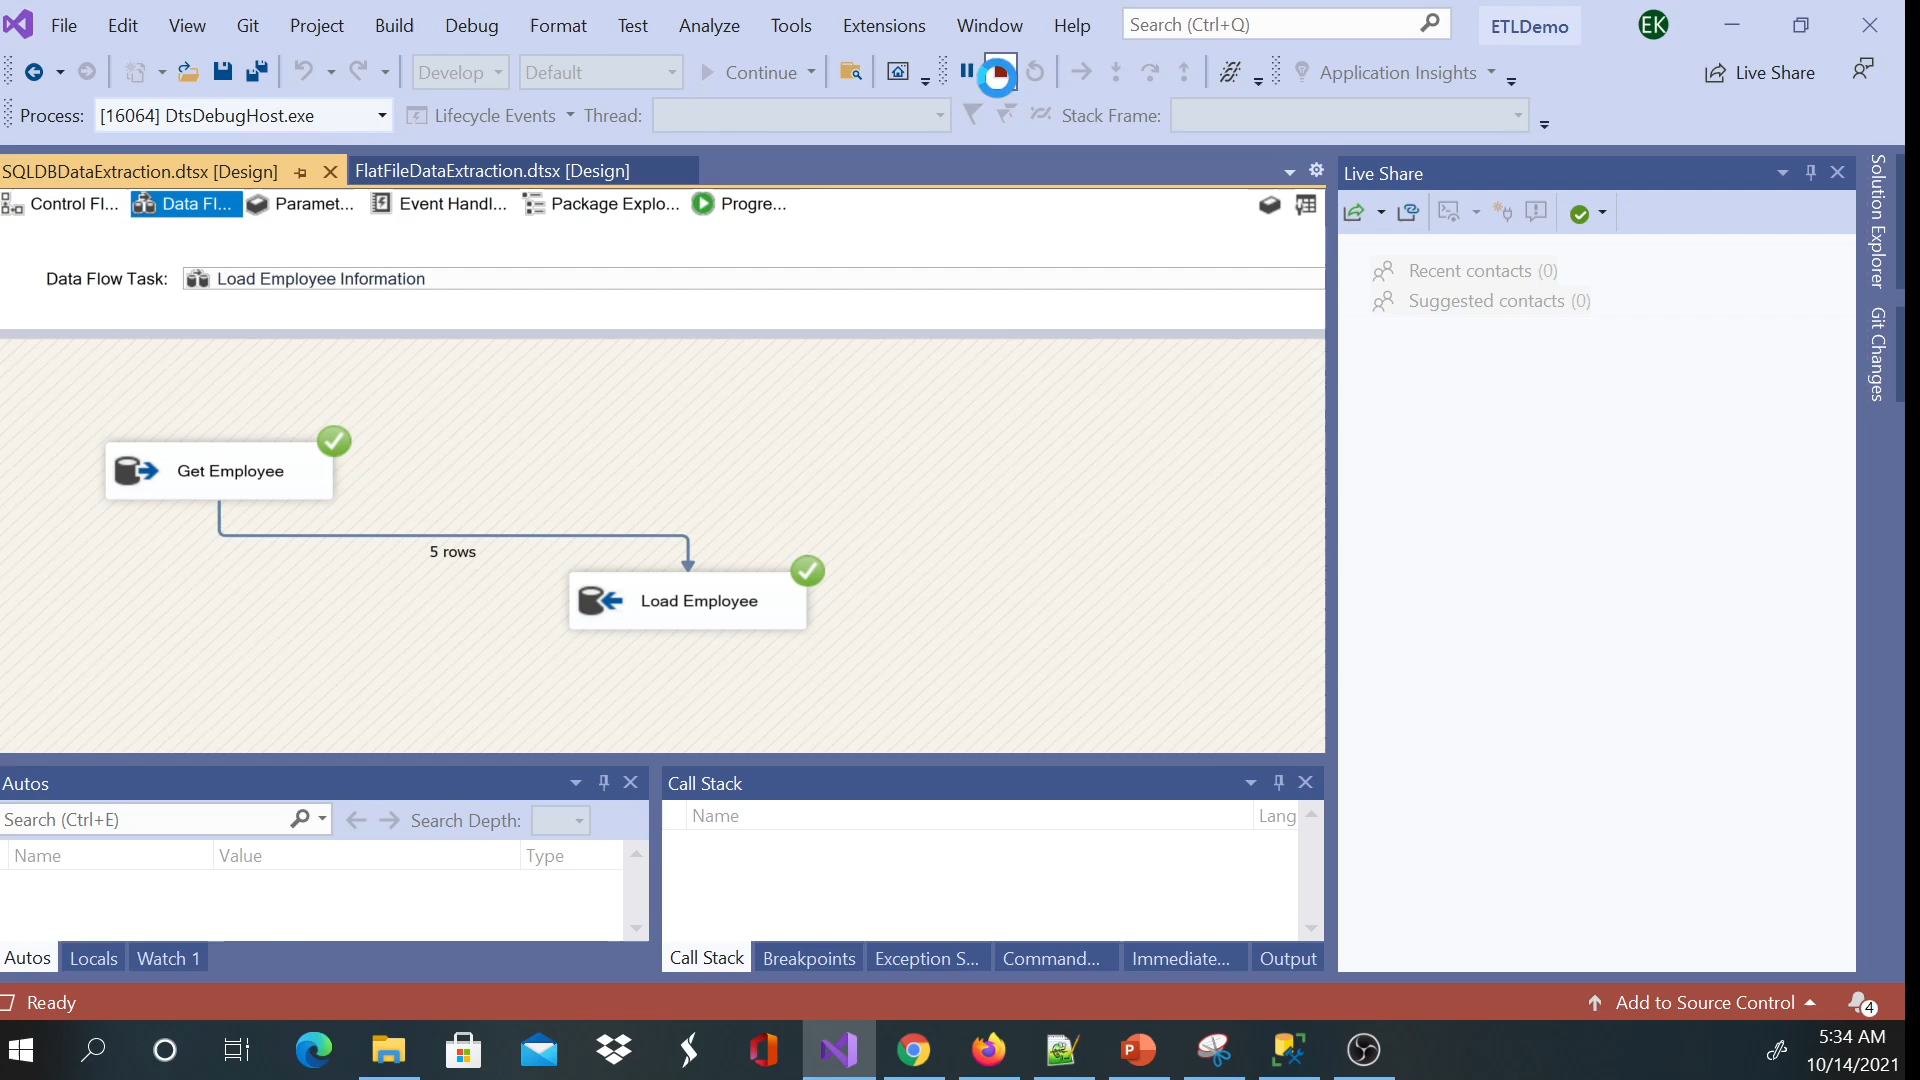 File Edit View Git Project Build Debug Format Test Analyze Tools Extensions Window Help Search (Ctrl+Q) ETLDemo EK
Develop Default Continue Application Insights Live Share
Process: [16064] DtsDebugHost.exe Lifecycle Events Thread: Stack Frame:
SQLDBDataExtraction.dtsx [Design] FlatFileDataExtraction.dtsx [Design]
Control Fl... Data Fl... Paramet... Event Handl... Package Explo... Progre...
Data Flow Task: Load Employee Information
Get Employee
5 rows
Load Employee
Live Share
Recent contacts (0)
Suggested contacts (0)
Solution Explorer
Git Changes
Autos
Search (Ctrl+E) Search Depth:
Name Value Type
Autos Locals Watch 1
Call Stack
Name Lang
Call Stack Breakpoints Exception S... Command... Immediate... Output
Ready Add to Source Control 4
5:34 AM
10/14/2021